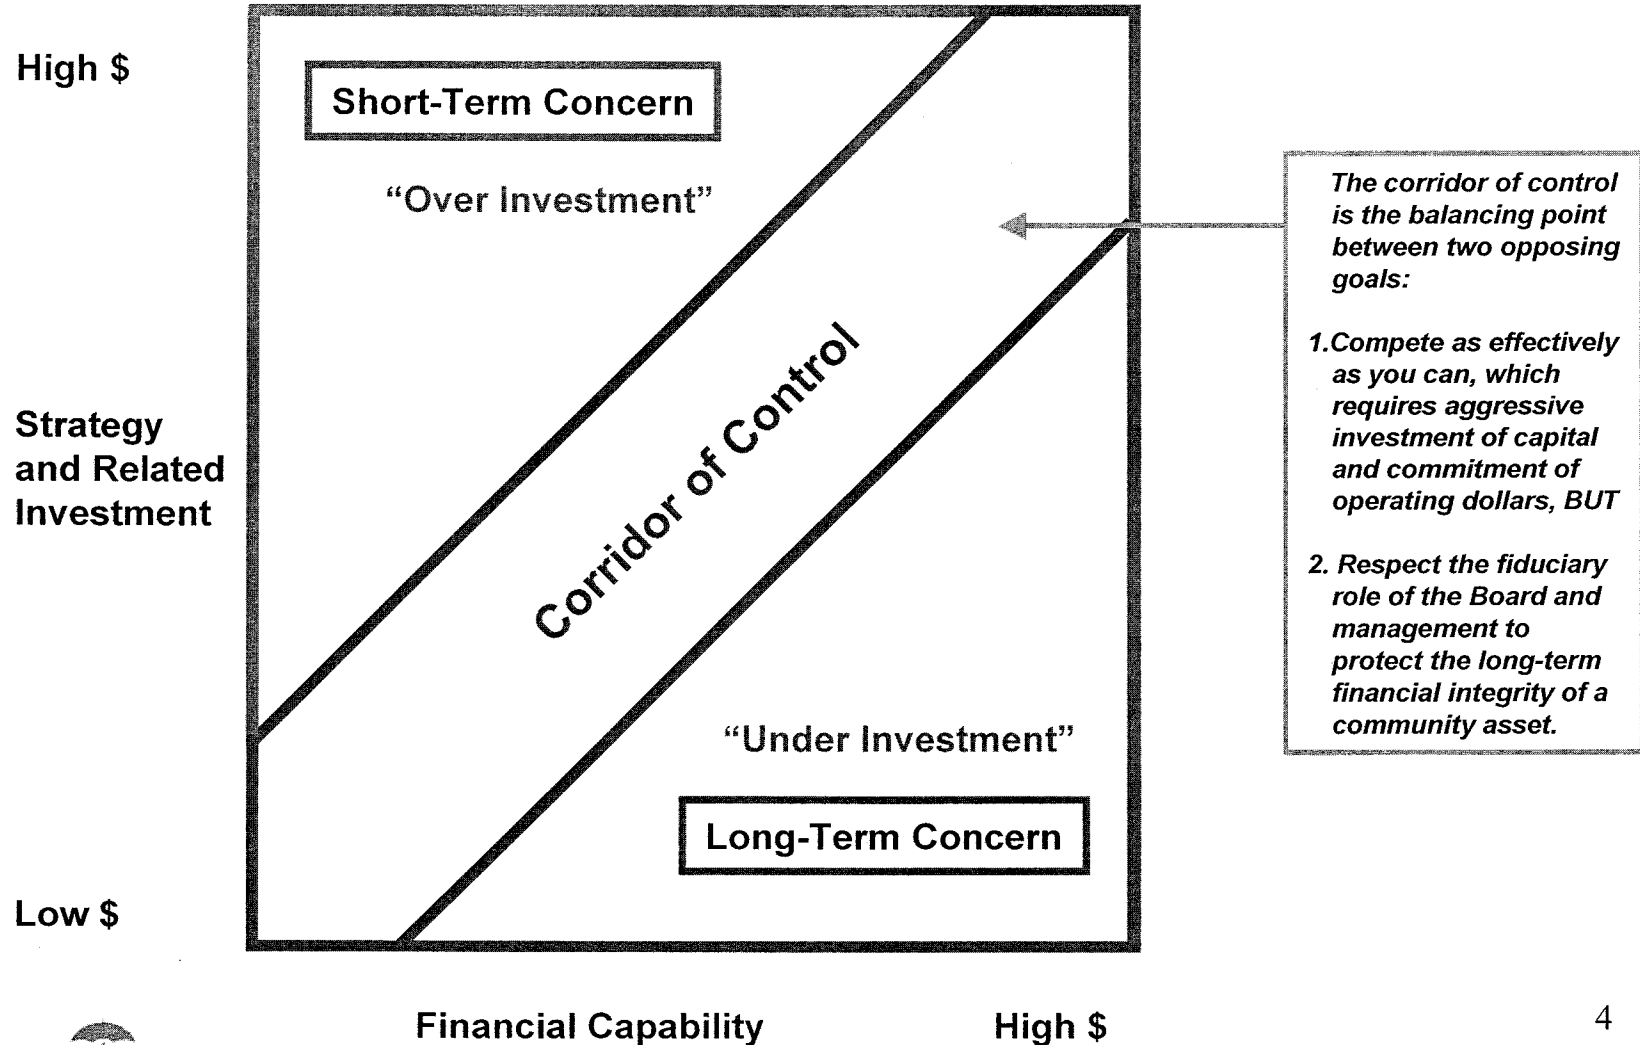 High $
Short-Term Concern
“Over Investment”
Strategy
and Related
Investment
Corridor of Control
“Under Investment”
Long-Term Concern
Low $
Financial Capability
High $
The corridor of control
is the balancing point
between two opposing
goals:
1.Compete as effectively
as you can, which
requires aggressive
investment of capital
and commitment of
operating dollars, BUT
2. Respect the fiduciary
role of the Board and
management to
protect the long-term
financial integrity of a
community asset.
4